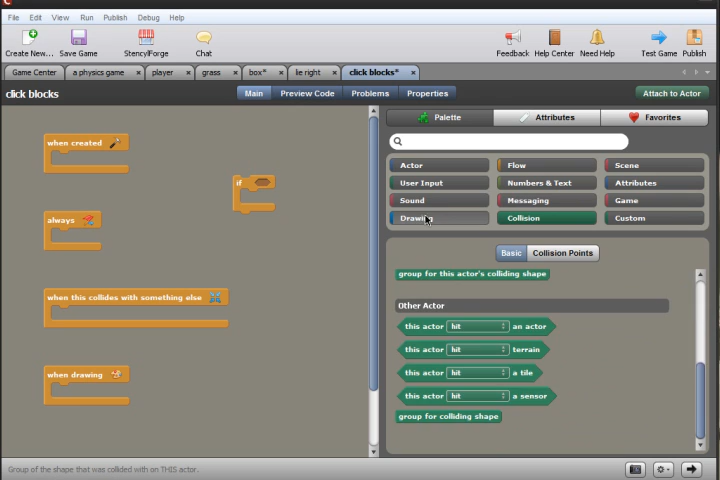 File Edit View Run Publish Debug Help
Create New... Save Game StencylForge Chat Feedback Help Center Need Help Test Game Publish
Game Center a physics game player grass box* lie right click blocks*
click blocks Main Preview Code Problems Properties Attach to Actor
Palette Attributes Favorites
Actor Flow Scene
User Input Numbers & Text Attributes
Sound Messaging Game
Drawing Collision Custom
Basic Collision Points
group for this actor's colliding shape
Other Actor
this actor hit an actor
this actor hit terrain
this actor hit a tile
this actor hit a sensor
group for colliding shape
when created
if
always
when this collides with something else
when drawing
Group of the shape that was collided with on THIS actor.